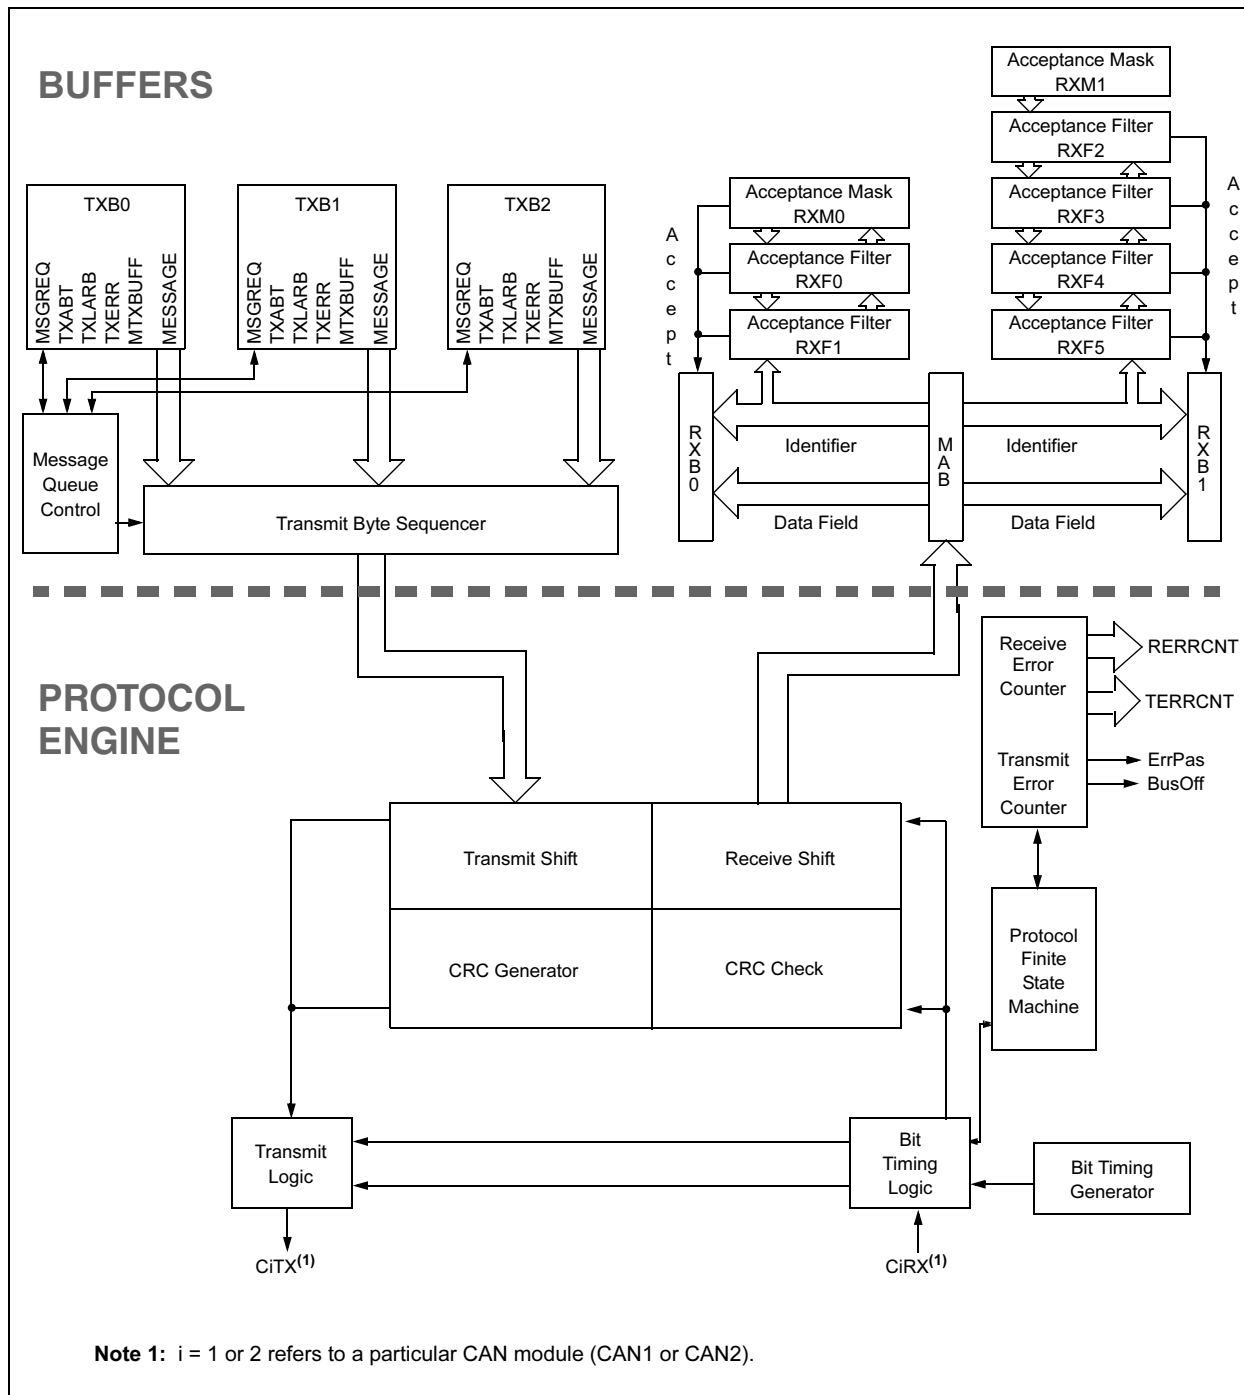 BUFFERS
Acceptance Mask
RXM1
Acceptance Filter
RXF2
Acceptance Filter
RXF3
Acceptance Filter
RXF4
Acceptance Filter
RXF5
Accept
Acceptance Mask
RXM0
Acceptance Filter
RXF0
Acceptance Filter
RXF1
Accept
TXB0
MSGREQ
TXABT
TXLARB
TXERR
MTXBUFF
MESSAGE
TXB1
MSGREQ
TXABT
TXLARB
TXERR
MTXBUFF
MESSAGE
TXB2
MSGREQ
TXABT
TXLARB
TXERR
MTXBUFF
MESSAGE
Message
Queue
Control
Transmit Byte Sequencer
RXB0
Identifier
Data Field
MAB
Identifier
Data Field
RXB1
PROTOCOL
ENGINE
Receive
Error
Counter
Transmit
Error
Counter
RERRCNT
TERRCNT
ErrPas
BusOff
Transmit Shift
Receive Shift
CRC Generator
CRC Check
Protocol
Finite
State
Machine
Transmit
Logic
Bit
Timing
Logic
Bit Timing
Generator
CiTX(1)
CiRX(1)
Note 1: i = 1 or 2 refers to a particular CAN module (CAN1 or CAN2).